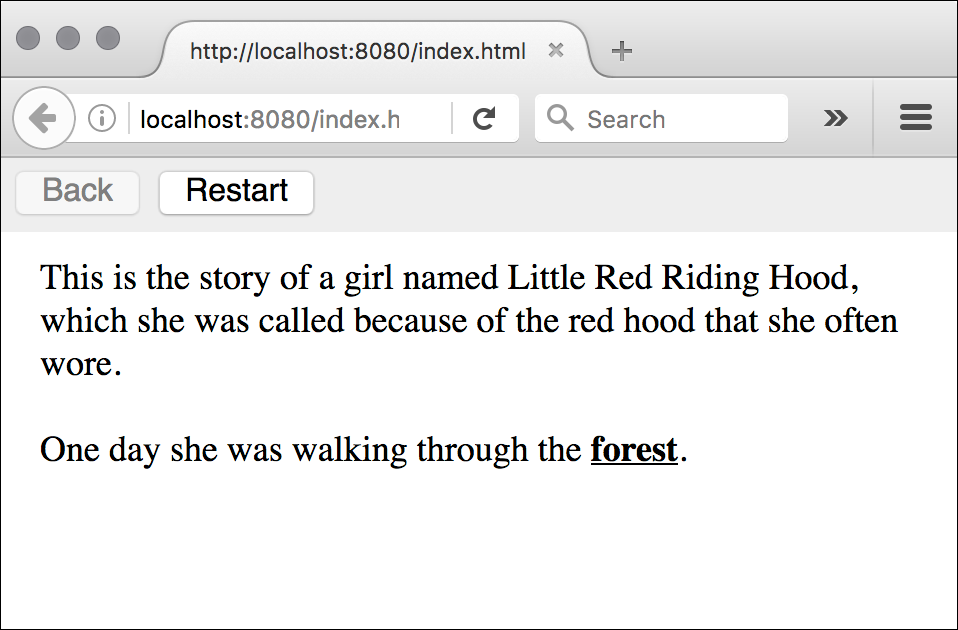 http://localhost:8080/index.html
localhost:8080/index.h
Search
Back
Restart
This is the story of a girl named Little Red Riding Hood,
which she was called because of the red hood that she often
wore.
One day she was walking through the forest.